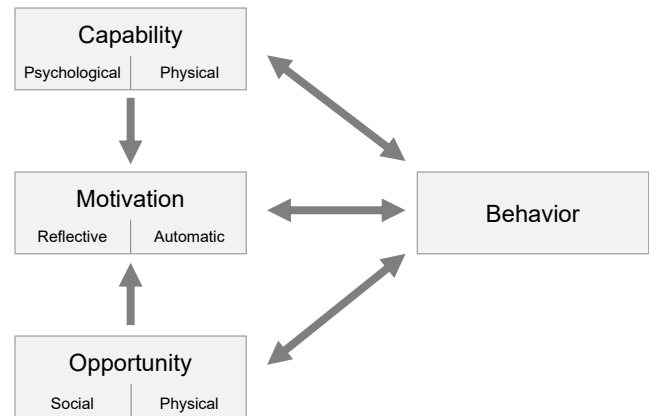 Capability
Psychological Physical
Motivation
Reflective Automatic
Behavior
Opportunity
Social Physical